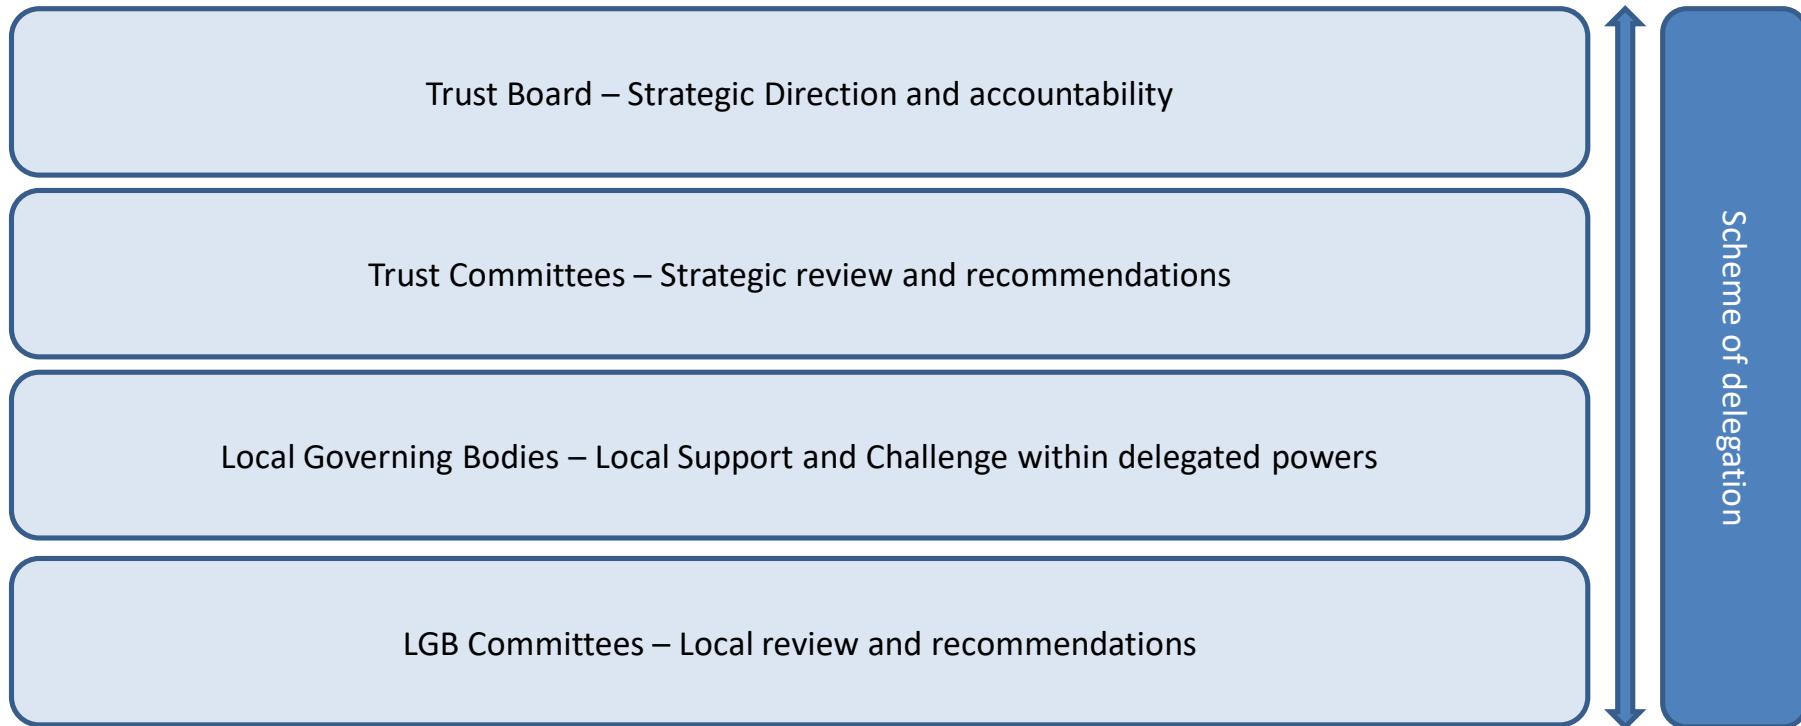 Trust Board – Strategic Direction and accountability
Trust Committees – Strategic review and recommendations
Local Governing Bodies – Local Support and Challenge within delegated powers
LGB Committees – Local review and recommendations
Scheme of delegation